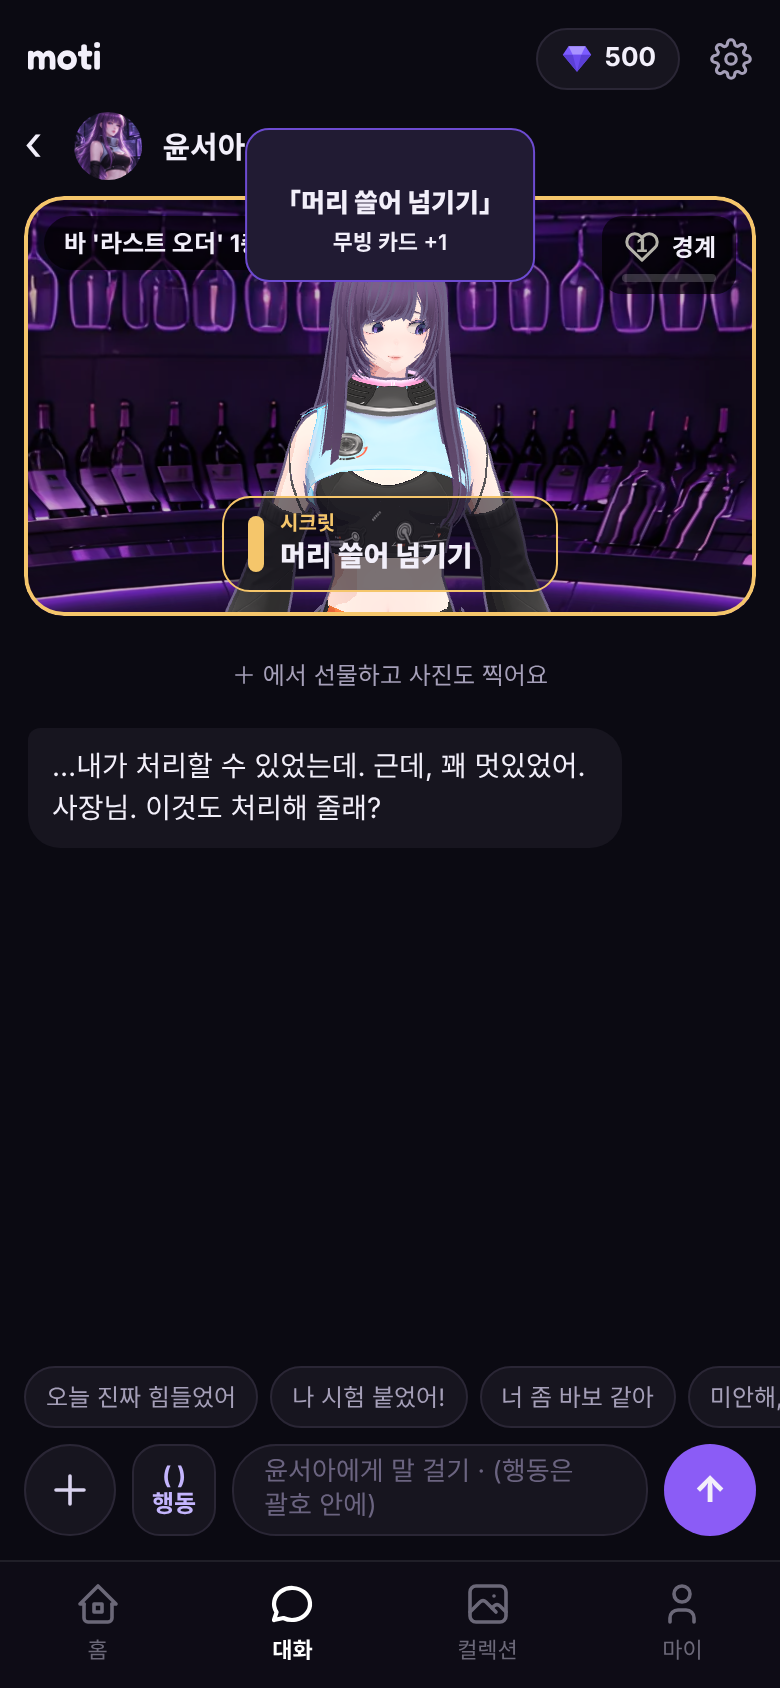 moti
500
윤서아
「머리 쓸어 넘기기」
무빙 카드 +1
바 '라스트 오더'
1
경계
시크릿
머리 쓸어 넘기기
+ 에서 선물하고 사진도 찍어요
...내가 처리할 수 있었는데. 근데, 꽤 멋있었어.
사장님. 이것도 처리해 줄래?
오늘 진짜 힘들었어
나 시험 붙었어!
너 좀 바보 같아
미안해,
( )
행동
윤서아에게 말 걸기 · (행동은
괄호 안에)
홈
대화
컬렉션
마이